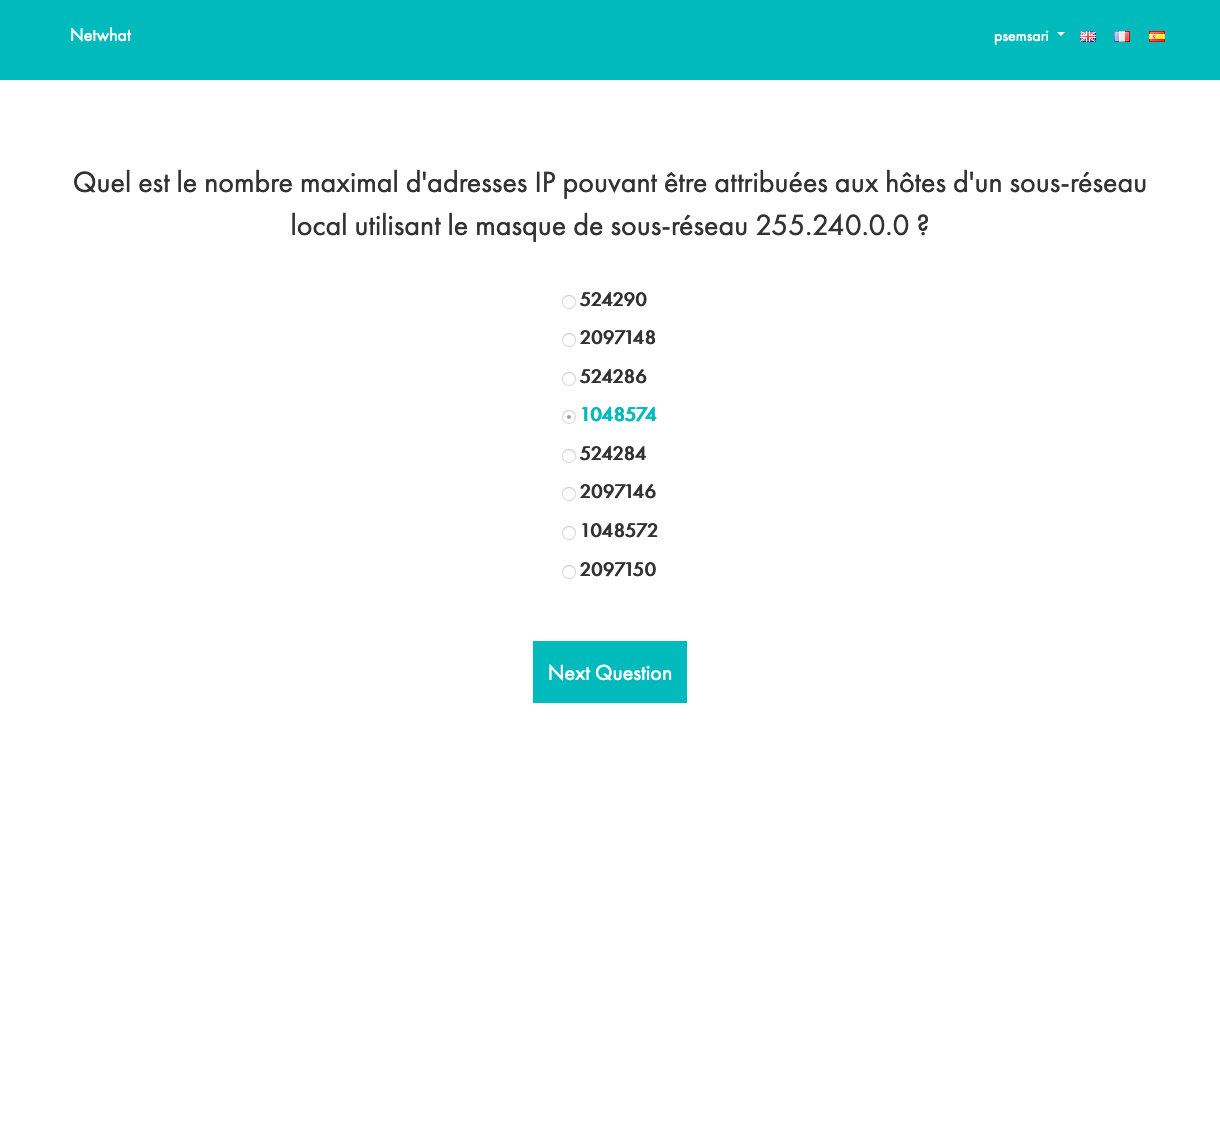 Netwhat
psemsari
Quel est le nombre maximal d'adresses IP pouvant être attribuées aux hôtes d'un sous-réseau
local utilisant le masque de sous-réseau 255.240.0.0 ?
524290
2097148
524286
1048574
524284
2097146
1048572
2097150
Next Question